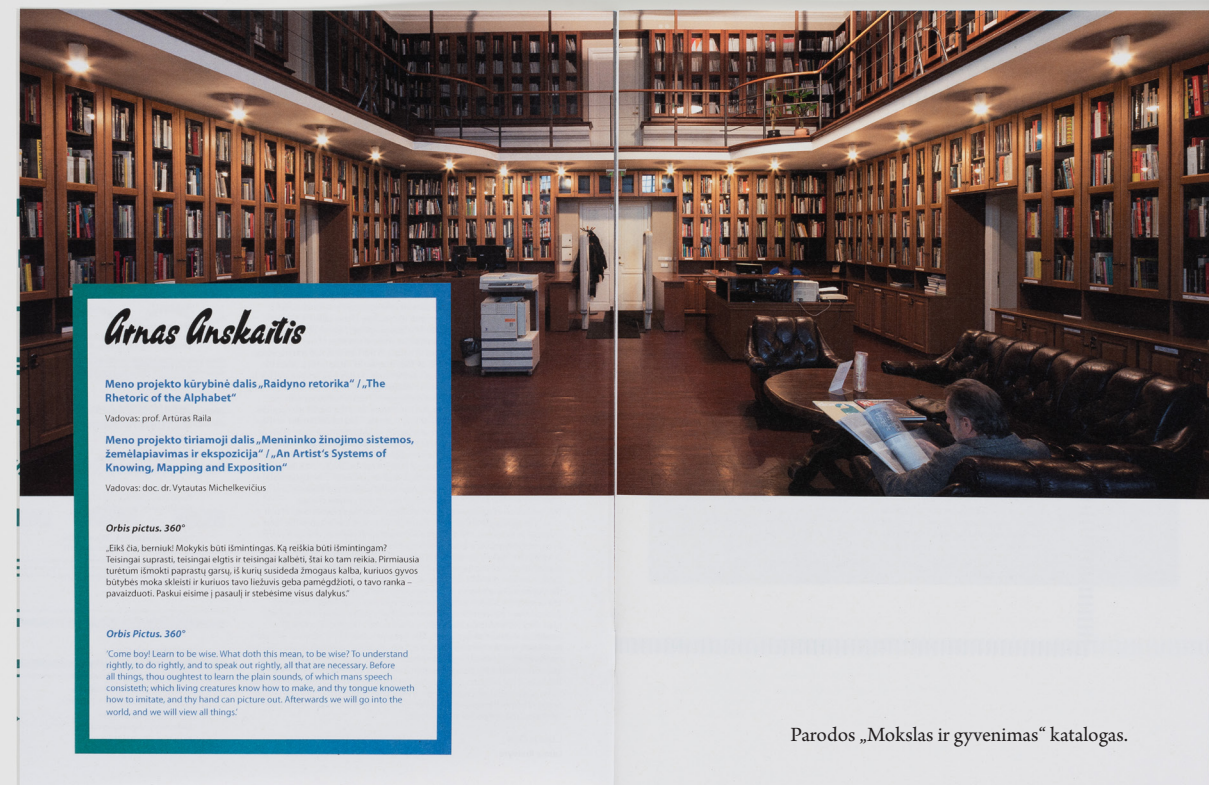 Arnas Anskaitis
Meno projekto kūrybinė dalis „Raidyno retorika“ / „The
Rhetoric of the Alphabet“
Vadovas: prof. Artūras Raila
Meno projekto tiriamoji dalis „Menininko žinojimo sistemos,
žemėlapiavimas ir ekspozicija“ / „An Artist's Systems of
Knowing, Mapping and Exposition“
Vadovas: doc. dr. Vytautas Michelkevičius
Orbis pictus. 360°
„Eikš čia, berniuk! Mokykis būti išmintingas. Ką reiškia būti išmintingam?
Teisingai suprasti, teisingai elgtis ir teisingai kalbėti, štai ko tam reikia. Pirmiausia
turėtum išmokti paprastų garsų, iš kurių susideda žmogaus kalba, kuriuos gyvos
būtybės moka skleisti ir kuriuos tavo liežuvis geba pamėgdžioti, o tavo ranka –
pavaizduoti. Paskui eisime į pasaulį ir stebėsime visus dalykus.“
Orbis Pictus. 360°
'Come boy! Learn to be wise. What doth this mean, to be wise? To understand
rightly, to do rightly, and to speak out rightly, all that are necessary. Before
all things, thou oughtest to learn the plain sounds, of which mans speech
consisteth; which living creatures know how to make, and thy tongue knoweth
how to imitate, and thy hand can picture out. Afterwards we will go into the
world, and we will view all things.'
Parodos „Mokslas ir gyvenimas“ katalogas.